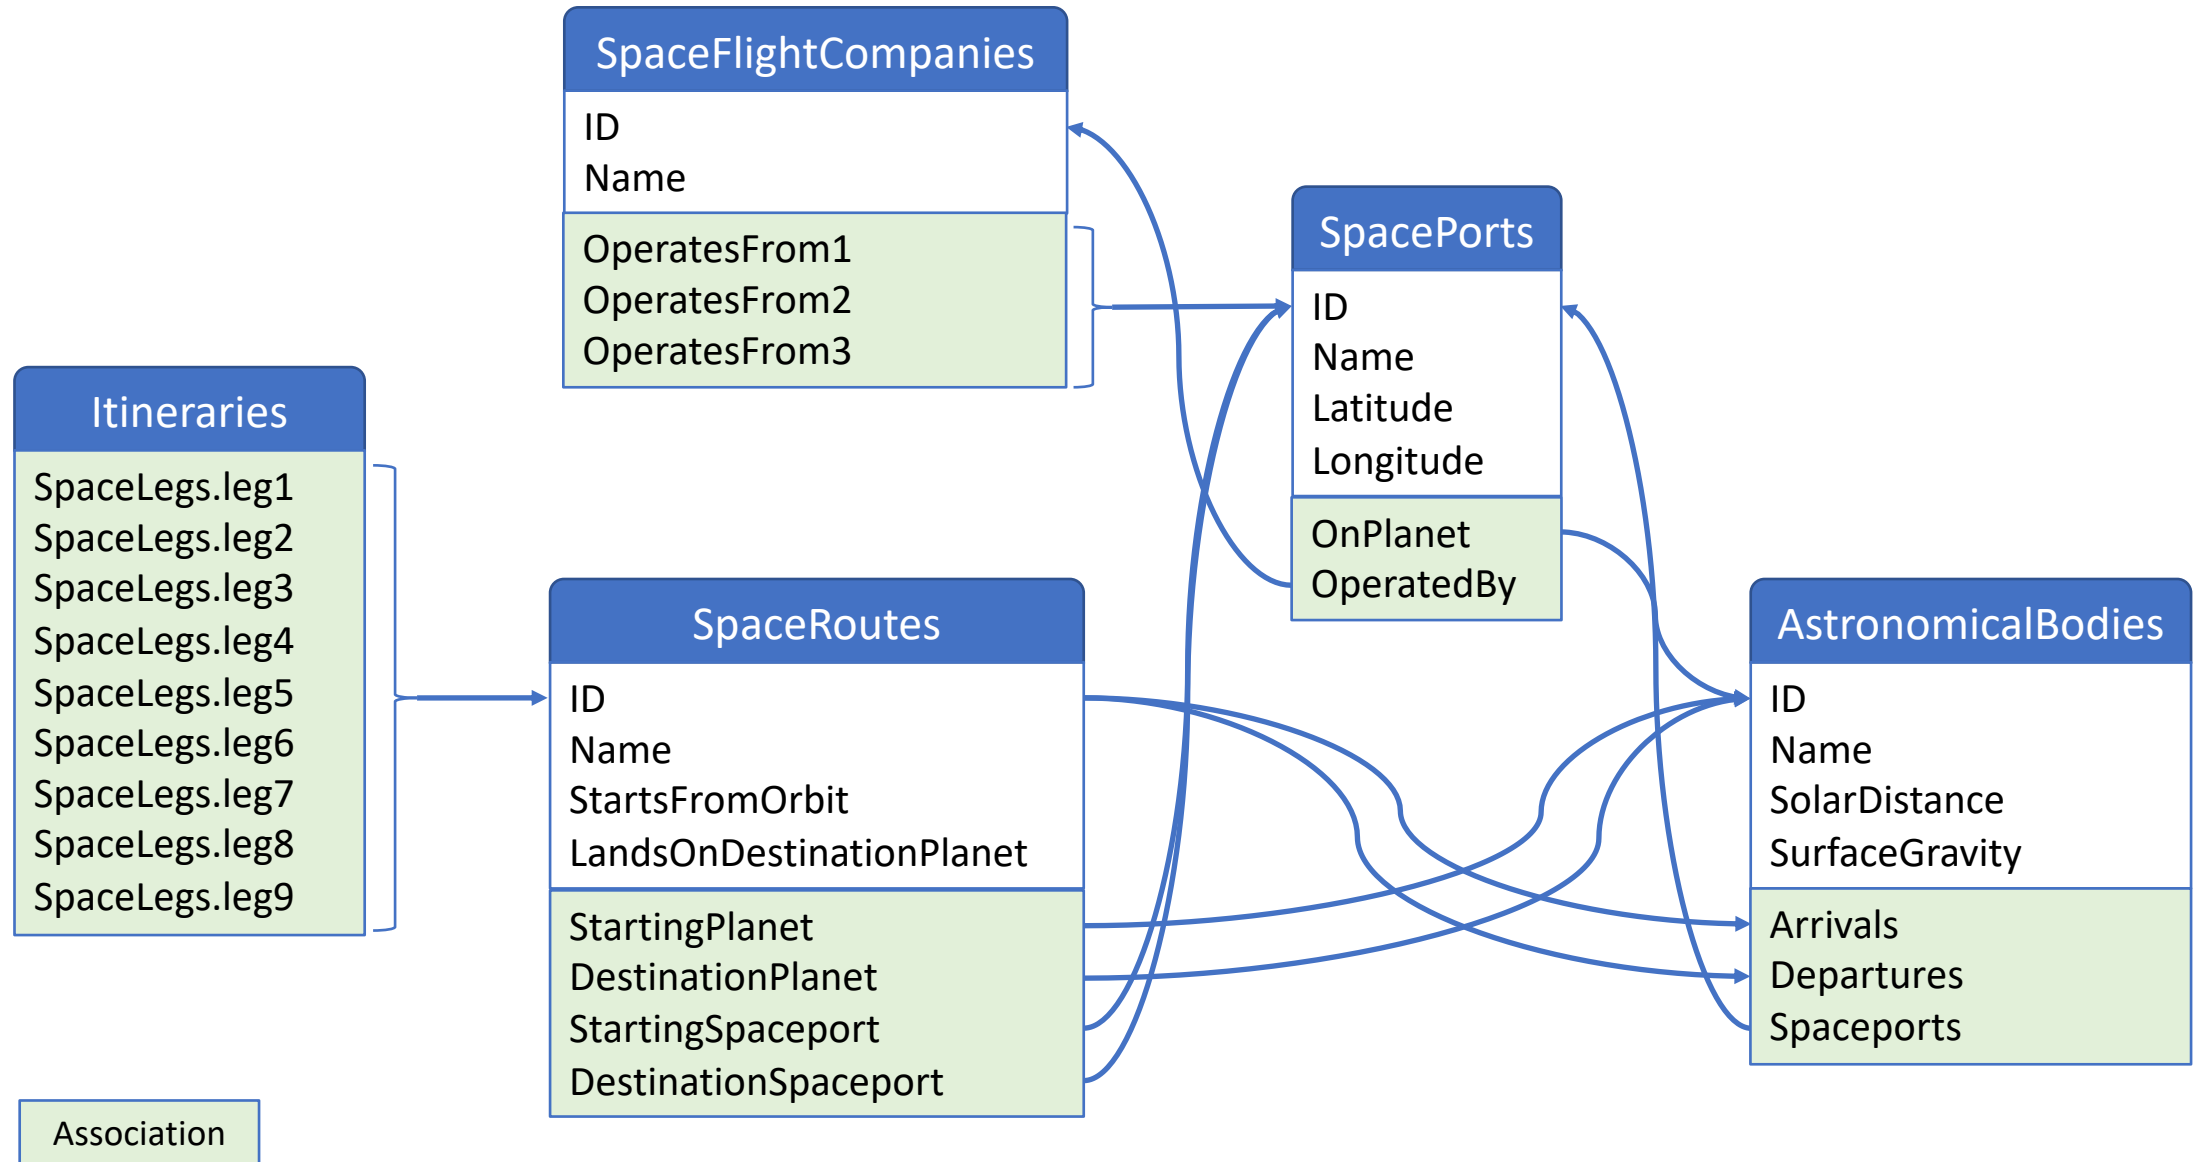 SpaceFlightCompanies
ID
Name
OperatesFrom1
OperatesFrom2
OperatesFrom3
SpacePorts
ID
Name
Latitude
Longitude
OnPlanet
OperatedBy
Itineraries
SpaceLegs.leg1
SpaceLegs.leg2
SpaceLegs.leg3
SpaceLegs.leg4
SpaceLegs.leg5
SpaceLegs.leg6
SpaceLegs.leg7
SpaceLegs.leg8
SpaceLegs.leg9
SpaceRoutes
ID
Name
StartsFromOrbit
LandsOnDestinationPlanet
StartingPlanet
DestinationPlanet
StartingSpaceport
DestinationSpaceport
AstronomicalBodies
ID
Name
SolarDistance
SurfaceGravity
Arrivals
Departures
Spaceports
Association